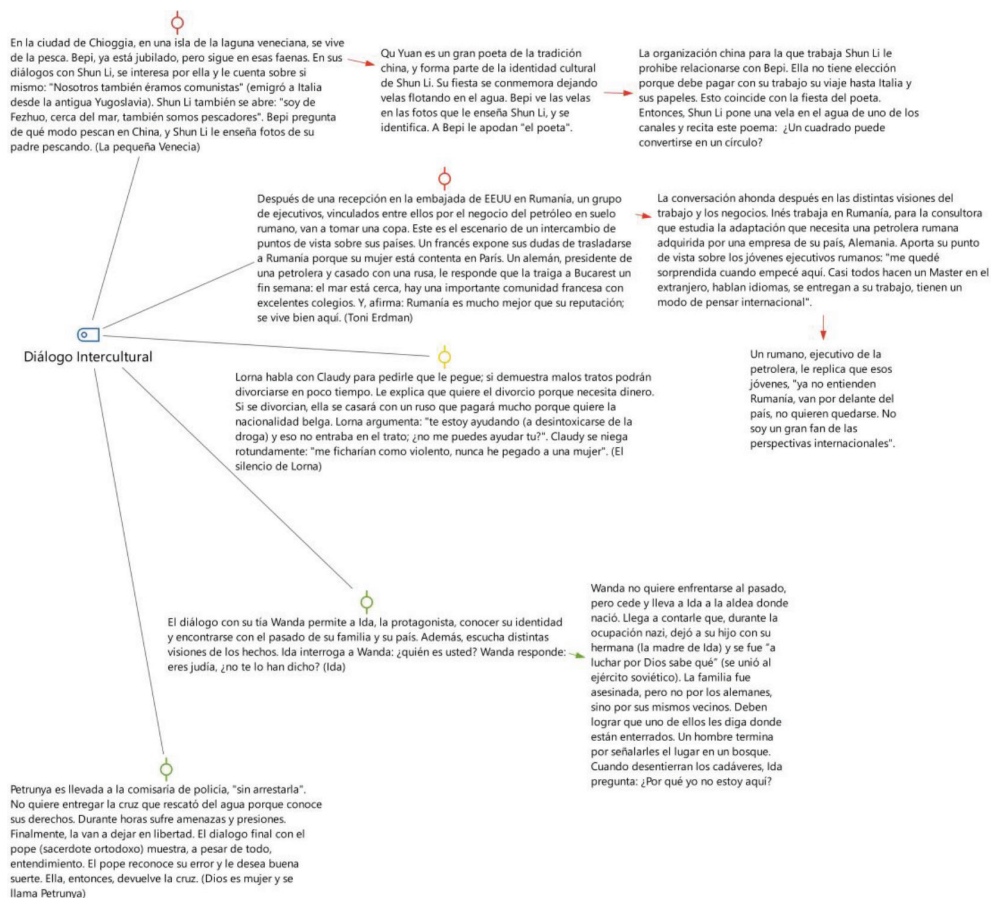 En la ciudad de Chioggia, en una isla de la laguna veneciana, se vive
de la pesca. Bepi, ya está jubilado, pero sigue en esas faenas. En sus
diálogos con Shun Li, se interesa por ella y le cuenta sobre si
mismo: "Nosotros también éramos comunistas" (emigró a Italia
desde la antigua Yugoslavia). Shun Li también se abre: "soy de
Fezhuo, cerca del mar, también somos pescadores". Bepi pregunta
de qué modo pescan en China, y Shun Li le enseña fotos de su
padre pescando. (La pequeña Venecia)
Qu Yuan es un gran poeta de la tradición
china, y forma parte de la identidad cultural
de Shun Li. Su fiesta se conmemora dejando
velas flotando en el agua. Bepi ve las velas
en las fotos que le enseña Shun Li, y se
identifica. A Bepi le apodan "el poeta".
La organización china para la que trabaja Shun Li le
prohibe relacionarse con Bepi. Ella no tiene elección
porque debe pagar con su trabajo su viaje hasta Italia y
sus papeles. Esto coincide con la fiesta del poeta.
Entonces, Shun Li pone una vela en el agua de uno de los
canales y recita este poema: ¿Un cuadrado puede
convertirse en un círculo?
Después de una recepción en la embajada de EEUU en Rumanía, un grupo
de ejecutivos, vinculados entre ellos por el negocio del petróleo en suelo
rumano, van a tomar una copa. Este es el escenario de un intercambio de
puntos de vista sobre sus países. Un francés expone sus dudas de trasladarse
a Rumania porque su mujer está contenta en París. Un alemán, presidente de
una petrolera y casado con una rusa, le responde que la traiga a Bucarest un
fin semana: el mar está cerca, hay una importante comunidad francesa con
excelentes colegios. Y, afirma: Rumanía es mucho mejor que su reputación;
se vive bien aquí. (Toni Erdman)
La conversación ahonda después en las distintas visiones del
trabajo y los negocios. Inés trabaja en Rumanía, para la consultora
que estudia la adaptación que necesita una petrolera rumana
adquirida por una empresa de su país, Alemania. Aporta su punto
de vista sobre los jóvenes ejecutivos rumanos: "me quedé
sorprendida cuando empecé aquí. Casi todos hacen un Master en el
extranjero, hablan idiomas, se entregan a su trabajo, tienen un
modo de pensar internacional".
Un rumano, ejecutivo de la
petrolera, le replica que esos
jóvenes, "ya no entienden
Rumanía, van por delante del
país, no quieren quedarse. No
soy un gran fan de las
perspectivas internacionales".
Diálogo Intercultural
Lorna habla con Claudy para pedirle que le pegue; si demuestra malos tratos podrán
divorciarse en poco tiempo. Le explica que quiere el divorcio porque necesita dinero.
Si se divorcian, ella se casará con un ruso que pagará mucho porque quiere la
nacionalidad belga. Lorna argumenta: "te estoy ayudando (a desintoxicarse de la
droga) y eso no entraba en el trato; ¿no me puedes ayudar tu?". Claudy se niega
rotundamente: "me ficharían como violento, nunca he pegado a una mujer". (El
silencio de Lorna)
El diálogo con su tía Wanda permite a Ida, la protagonista, conocer su identidad
y encontrarse con el pasado de su familia y su país. Además, escucha distintas
visiones de los hechos. Ida interroga a Wanda: ¿quién es usted? Wanda responde:
eres judía, ¿no te lo han dicho? (Ida)
Wanda no quiere enfrentarse al pasado,
pero cede y lleva a Ida a la aldea donde
nació. Llega a contarle que, durante la
ocupación nazi, dejó a su hijo con su
hermana (la madre de Ida) y se fue "a
luchar por Dios sabe qué" (se unió al
ejército soviético). La familia fue
asesinada, pero no por los alemanes,
sino por sus mismos vecinos. Deben
lograr que uno de ellos les diga donde
están enterrados. Un hombre termina
por señalarles el lugar en un bosque.
Cuando desentierran los cadáveres, Ida
pregunta: ¿Por qué yo no estoy aquí?
Petrunya es llevada a la comisaría de policía, "sin arrestarla".
No quiere entregar la cruz que rescató del agua porque conoce
sus derechos. Durante horas sufre amenazas y presiones.
Finalmente, la van a dejar en libertad. El dialogo final con el
pope (sacerdote ortodoxo) muestra, a pesar de todo,
entendimiento. El pope reconoce su error y le desea buena
suerte. Ella, entonces, devuelve la cruz. (Dios es mujer y se
llama Petrunya)